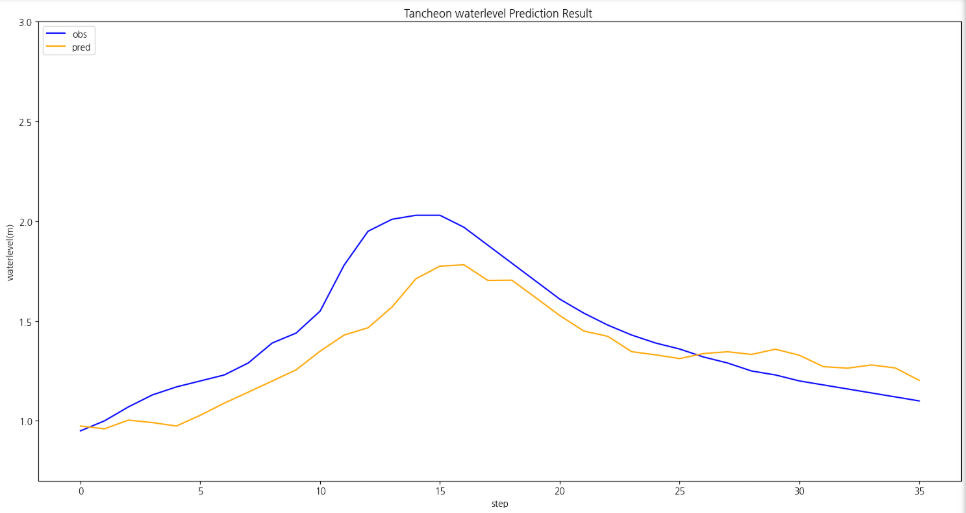 Tancheon waterlevel Prediction Result
obs
pred
3.0
2.5
2.0
1.5
1.0
waterlevel(m)
0 5 10 15 20 25 30 35
step